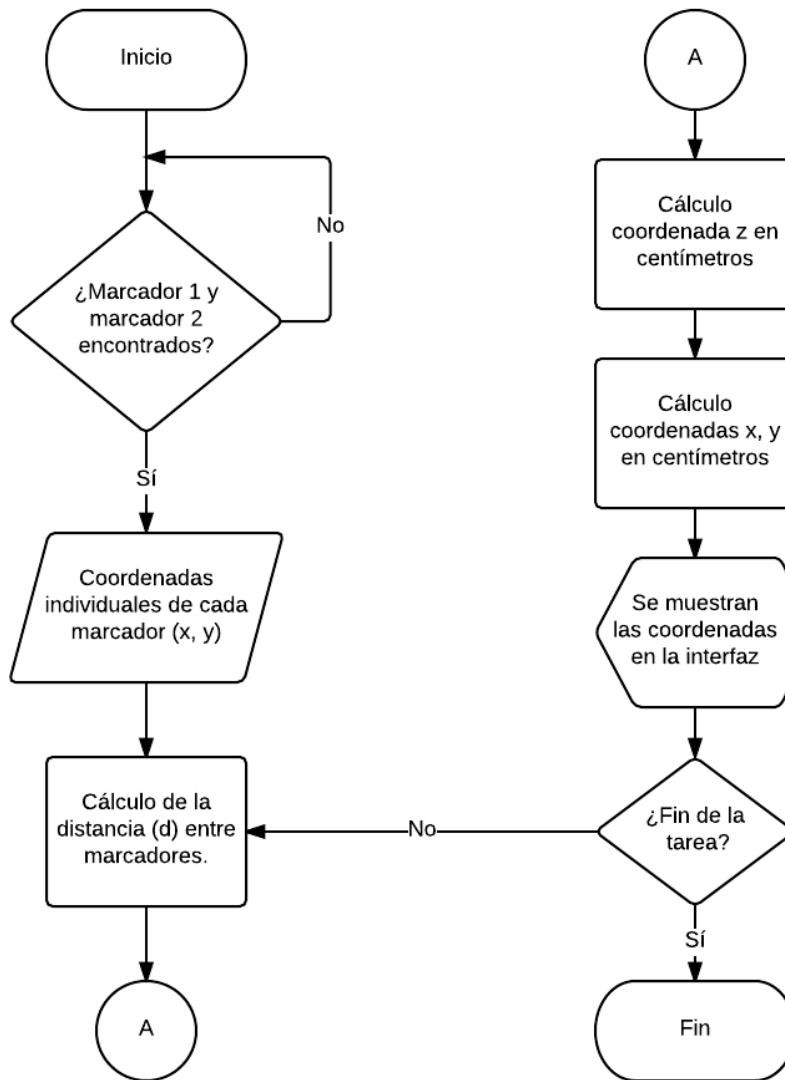 Inicio
No
¿Marcador 1 y
marcador 2
encontrados?
Sí
Coordenadas
individuales de cada
marcador (x, y)
Cálculo de la
distancia (d) entre
marcadores.
A
A
Cálculo
coordenada z en
centímetros
Cálculo
coordenadas x, y
en centímetros
Se muestran
las coordenadas
en la interfaz
¿Fin de la
tarea?
No
Sí
Fin